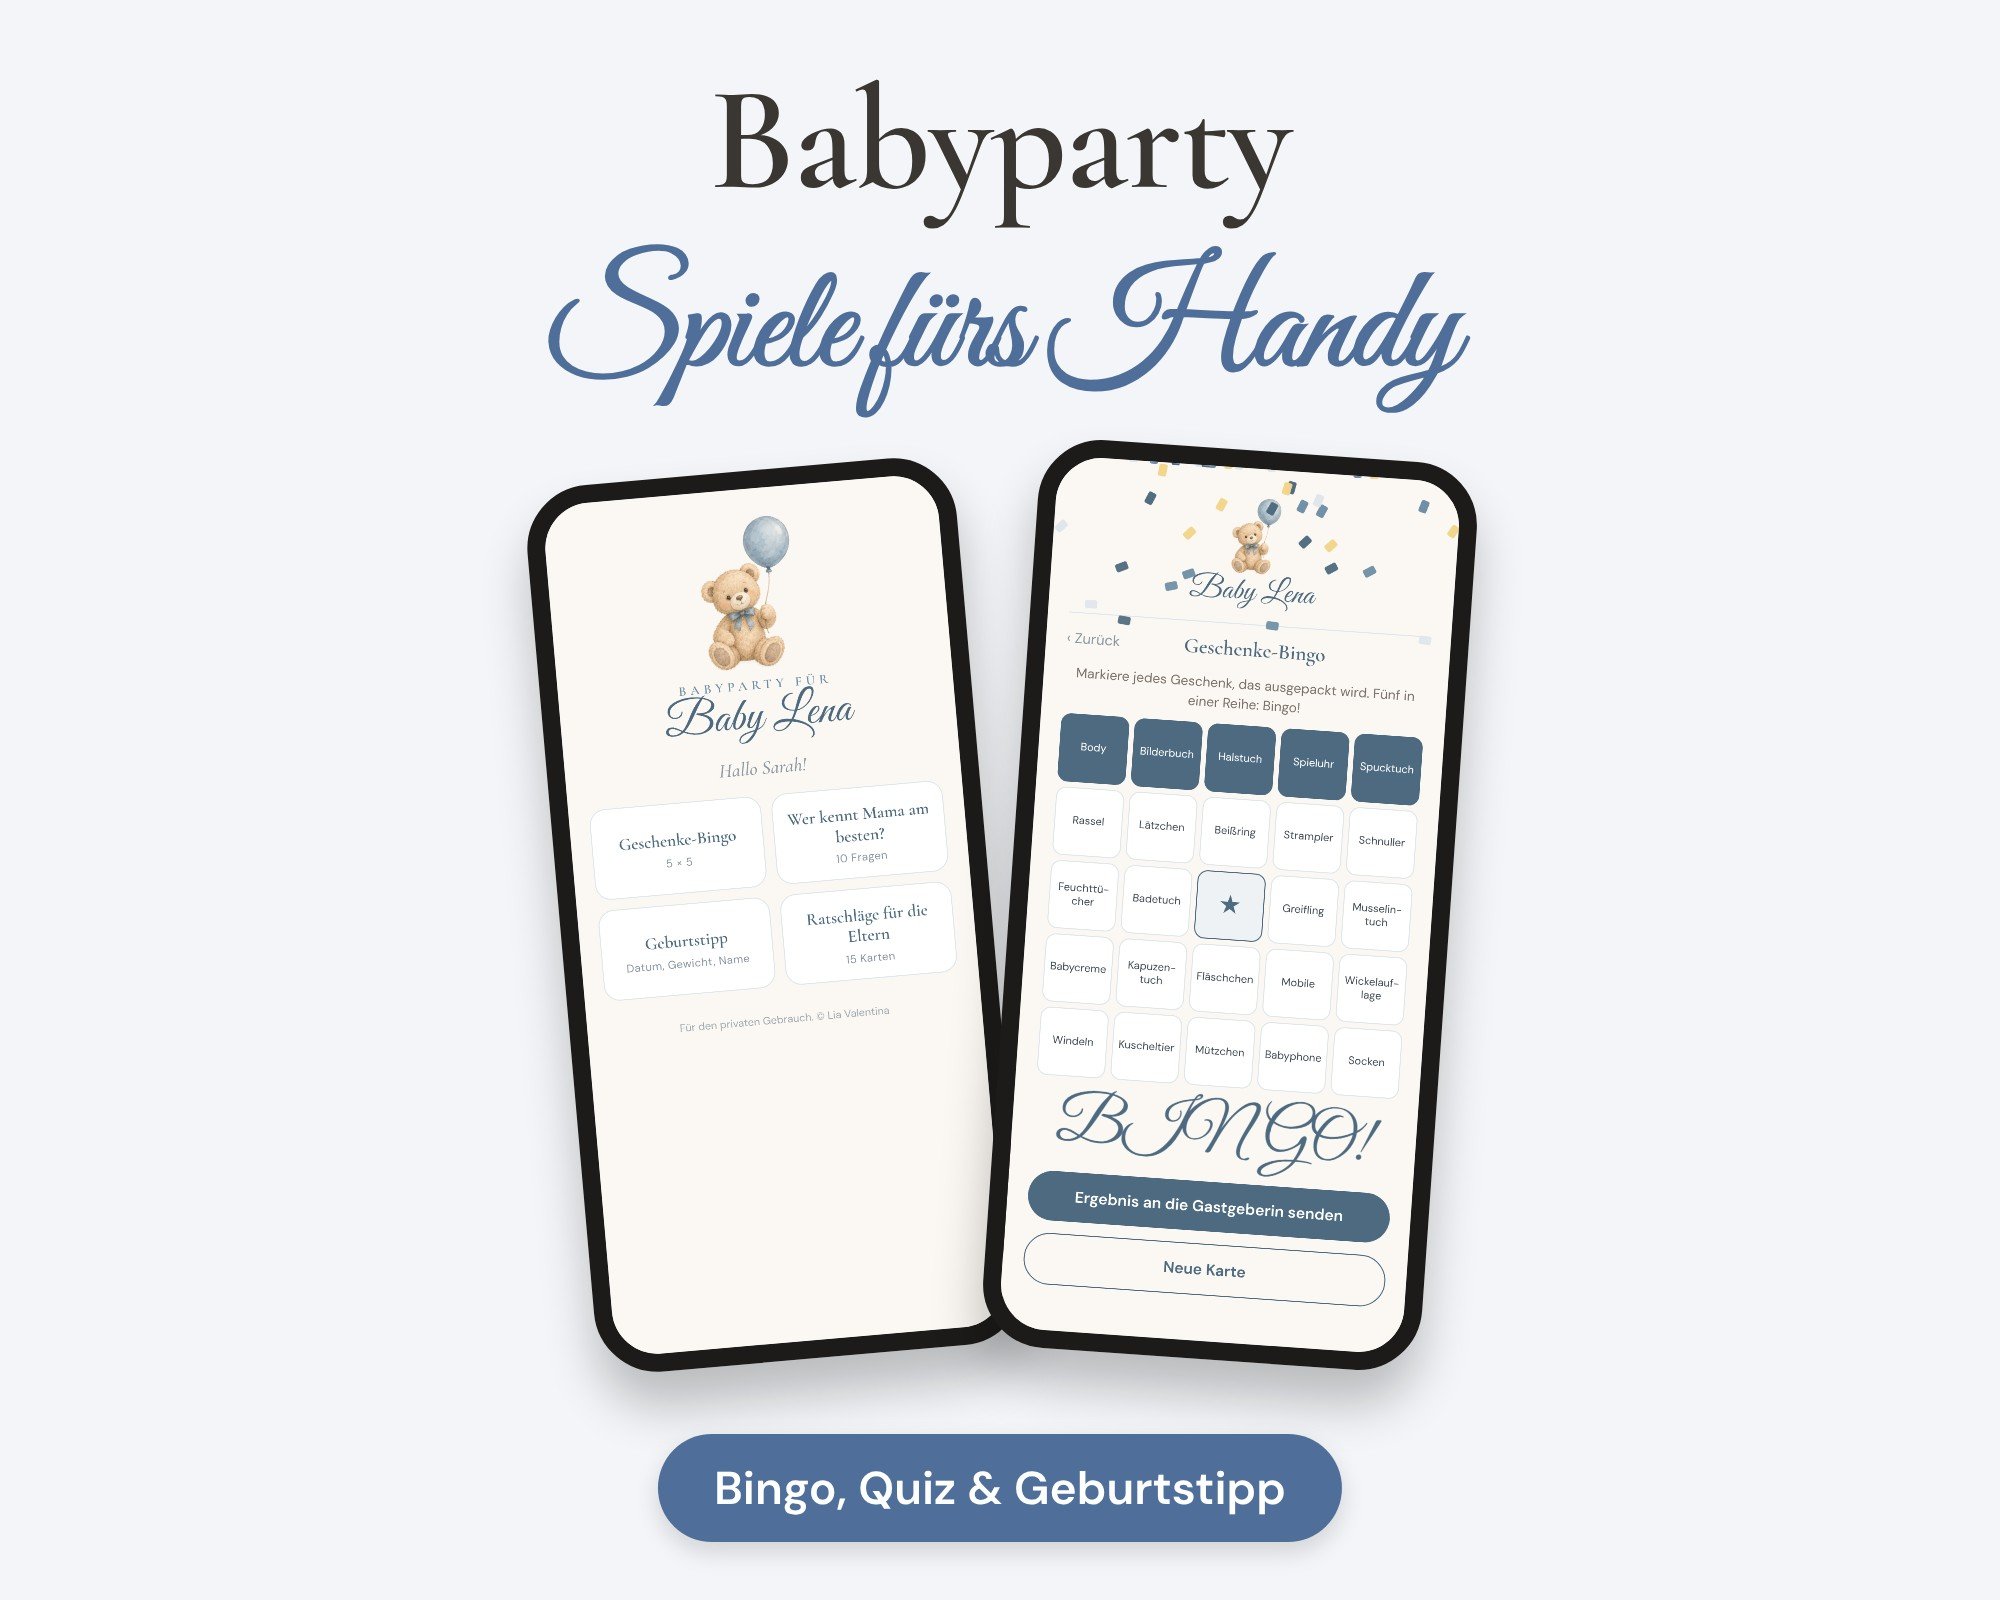 Babyparty
Spiele fürs Handy
BABYPARTY FÜR
Baby Lena
Hallo Sarah!
Geschenke-Bingo
5 × 5
Wer kennt Mama am
besten?
10 Fragen
Geburtstipp
Datum, Gewicht, Name
Ratschläge für die
Eltern
15 Karten
Für den privaten Gebrauch. © Lia Valentina
Baby Lena
‹ Zurück
Geschenke-Bingo
Markiere jedes Geschenk, das ausgepackt wird. Fünf in
einer Reihe: Bingo!
Body Bilderbuch Halstuch Spieluhr Spucktuch
Rassel Lätzchen Beißring Strampler Schnuller
Feuchttü-
cher
Badetuch
★
Greifling
Musselin-
tuch
Babycreme
Kapuzen-
tuch
Fläschchen
Mobile
Wickelauf-
lage
Windeln Kuscheltier Mützchen Babyphone Socken
BINGO!
Ergebnis an die Gastgeberin senden
Neue Karte
Bingo, Quiz & Geburtstipp